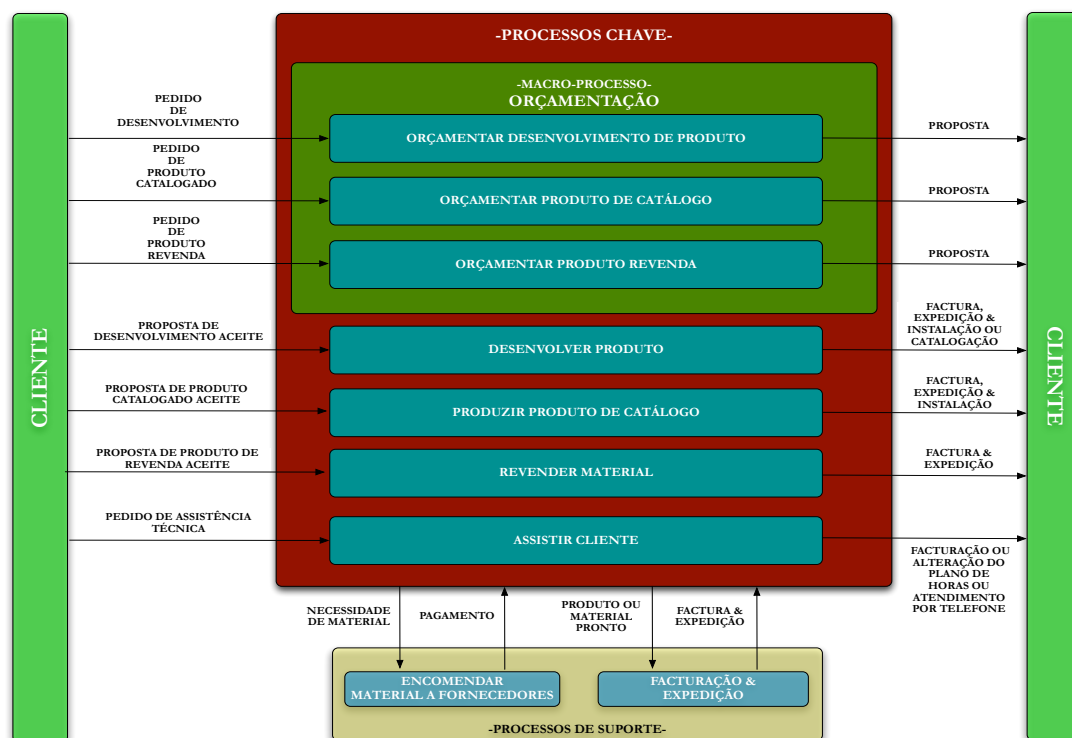 -PROCESSOS CHAVE-
-MACRO-PROCESSO-
ORÇAMENTAÇÃO
CLIENTE
PEDIDO
DE
DESENVOLVIMENTO
ORÇAMENTAR DESENVOLVIMENTO DE PRODUTO
PROPOSTA
PEDIDO
DE
PRODUTO
CATALOGADO
ORÇAMENTAR PRODUTO DE CATÁLOGO
PROPOSTA
PEDIDO
DE
PRODUTO
REVENDA
ORÇAMENTAR PRODUTO REVENDA
PROPOSTA
PROPOSTA DE
DESENVOLVIMENTO ACEITE
DESENVOLVER PRODUTO
FACTURA,
EXPEDIÇÃO &
INSTALAÇÃO OU
CATALOGAÇÃO
PROPOSTA DE PRODUTO
CATALOGADO ACEITE
PRODUZIR PRODUTO DE CATÁLOGO
FACTURA,
EXPEDIÇÃO &
INSTALAÇÃO
PROPOSTA DE PRODUTO DE
REVENDA ACEITE
REVENDER MATERIAL
FACTURA &
EXPEDIÇÃO
PEDIDO DE ASSISTÊNCIA
TÉCNICA
ASSISTIR CLIENTE
FACTURAÇÃO OU
ALTERAÇÃO DO
PLANO DE
HORAS OU
ATENDIMENTO
POR TELEFONE
CLIENTE
NECESSIDADE
DE MATERIAL
PAGAMENTO
PRODUTO OU
MATERIAL
PRONTO
FACTURA &
EXPEDIÇÃO
ENCOMENDAR
MATERIAL A FORNECEDORES
FACTURAÇÃO &
EXPEDIÇÃO
-PROCESSOS DE SUPORTE-